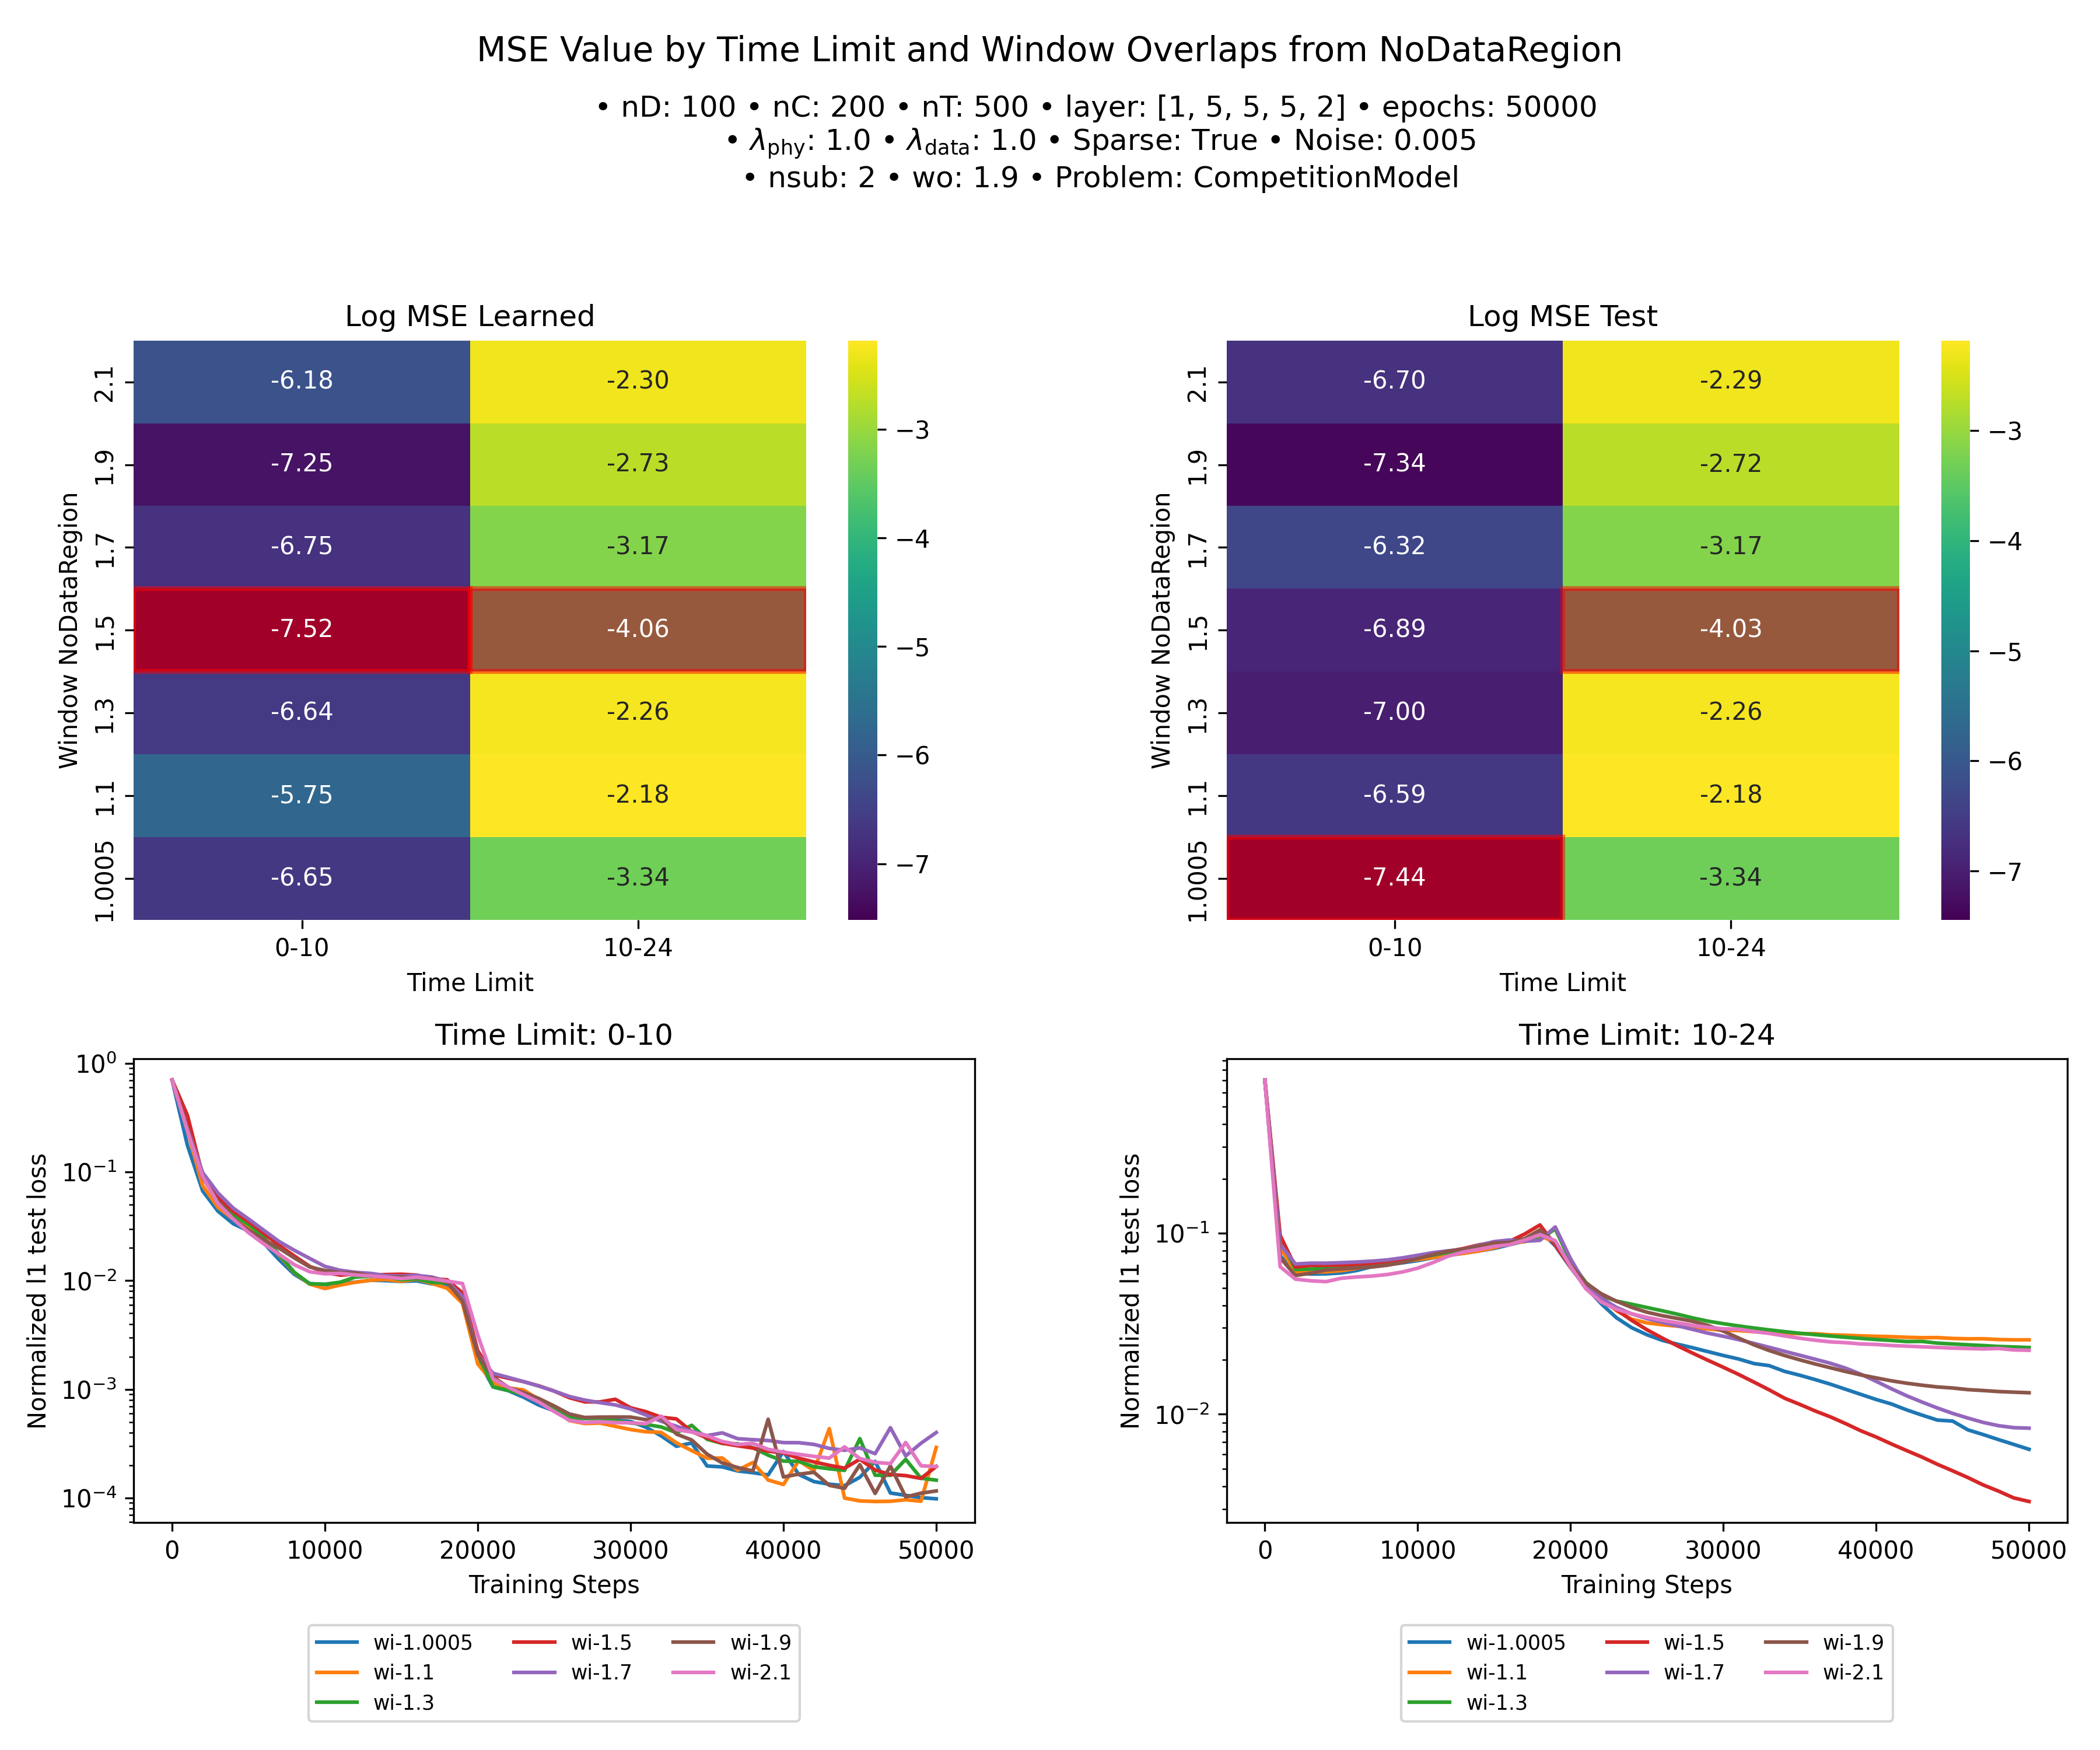 MSE Value by Time Limit and Window Overlaps from NoDataRegion
• nD: 100 • nC: 200 • nT: 500 • layer: [1, 5, 5, 5, 2] • epochs: 50000
• λphy: 1.0 • λdata: 1.0 • Sparse: True • Noise: 0.005
• nsub: 2 • wo: 1.9 • Problem: CompetitionModel
Log MSE Learned
Window NoDataRegion
2.1
-6.18
-2.30
1.9
-7.25
-2.73
1.7
-6.75
-3.17
1.5
-7.52
-4.06
1.3
-6.64
-2.26
1.1
-5.75
-2.18
1.0005
-6.65
-3.34
0-10
10-24
Time Limit
−3
−4
−5
−6
−7
Log MSE Test
Window NoDataRegion
2.1
-6.70
-2.29
1.9
-7.34
-2.72
1.7
-6.32
-3.17
1.5
-6.89
-4.03
1.3
-7.00
-2.26
1.1
-6.59
-2.18
1.0005
-7.44
-3.34
0-10
10-24
Time Limit
−3
−4
−5
−6
−7
Time Limit: 0-10
Normalized l1 test loss
10⁰
10⁻¹
10⁻²
10⁻³
10⁻⁴
0 10000 20000 30000 40000 50000
Training Steps
wi-1.0005 wi-1.5 wi-1.9
wi-1.1 wi-1.7 wi-2.1
wi-1.3
Time Limit: 10-24
Normalized l1 test loss
10⁻¹
10⁻²
0 10000 20000 30000 40000 50000
Training Steps
wi-1.0005 wi-1.5 wi-1.9
wi-1.1 wi-1.7 wi-2.1
wi-1.3